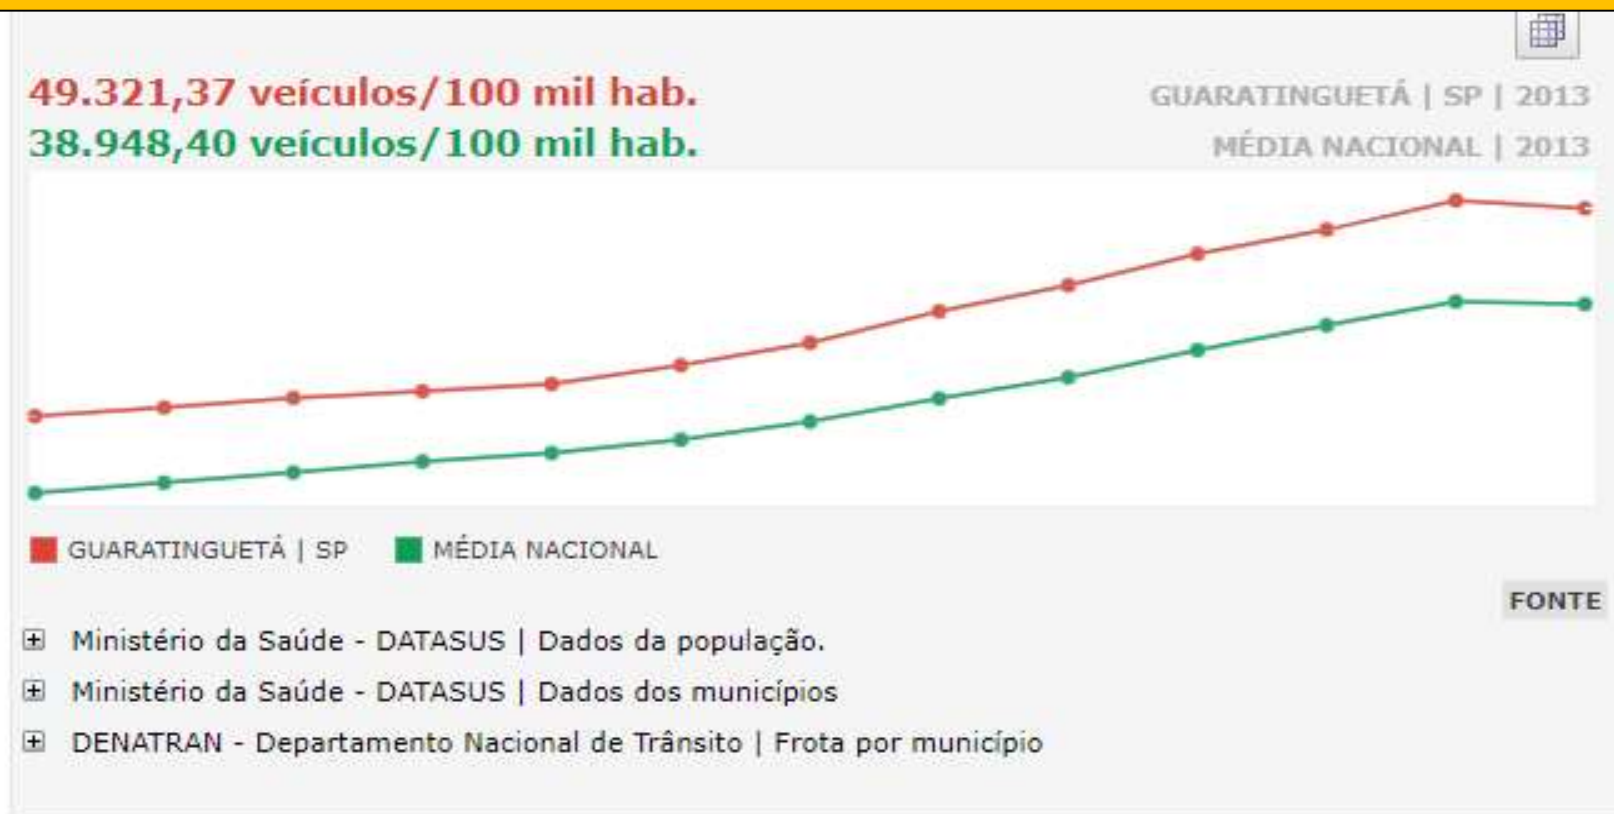 49.321,37 veículos/100 mil hab.
GUARATINGUETÁ | SP | 2013
38.948,40 veículos/100 mil hab.
MÉDIA NACIONAL | 2013
GUARATINGUETÁ | SP
MÉDIA NACIONAL
FONTE
Ministério da Saúde - DATASUS | Dados da população.
Ministério da Saúde - DATASUS | Dados dos municípios
DENATRAN - Departamento Nacional de Trânsito | Frota por município